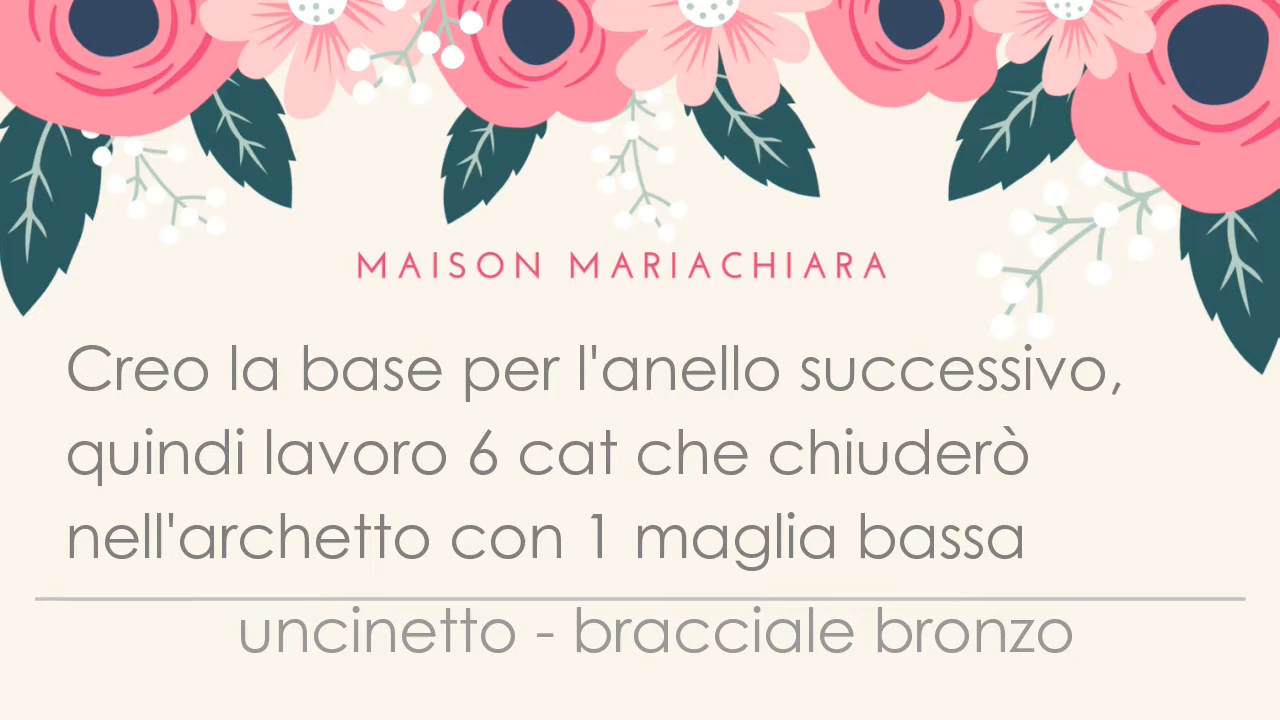 MAISON MARIACHIARA
Creo la base per l'anello successivo,
quindi lavoro 6 cat che chiuderò
nell'archetto con 1 maglia bassa
uncinetto - bracciale bronzo